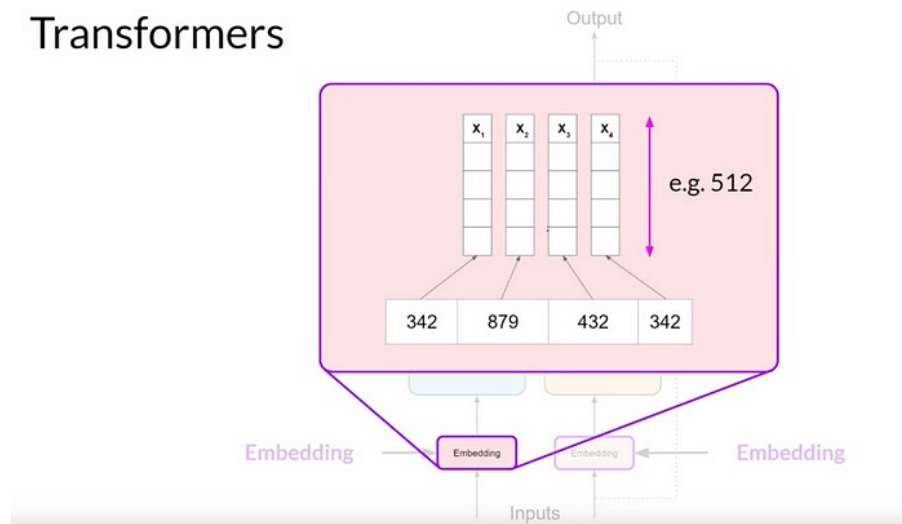 Transformers
Output
X₁ X₂ X₃ X₄
e.g. 512
342 879 432 342
Embedding Embedding Embedding Embedding
Inputs